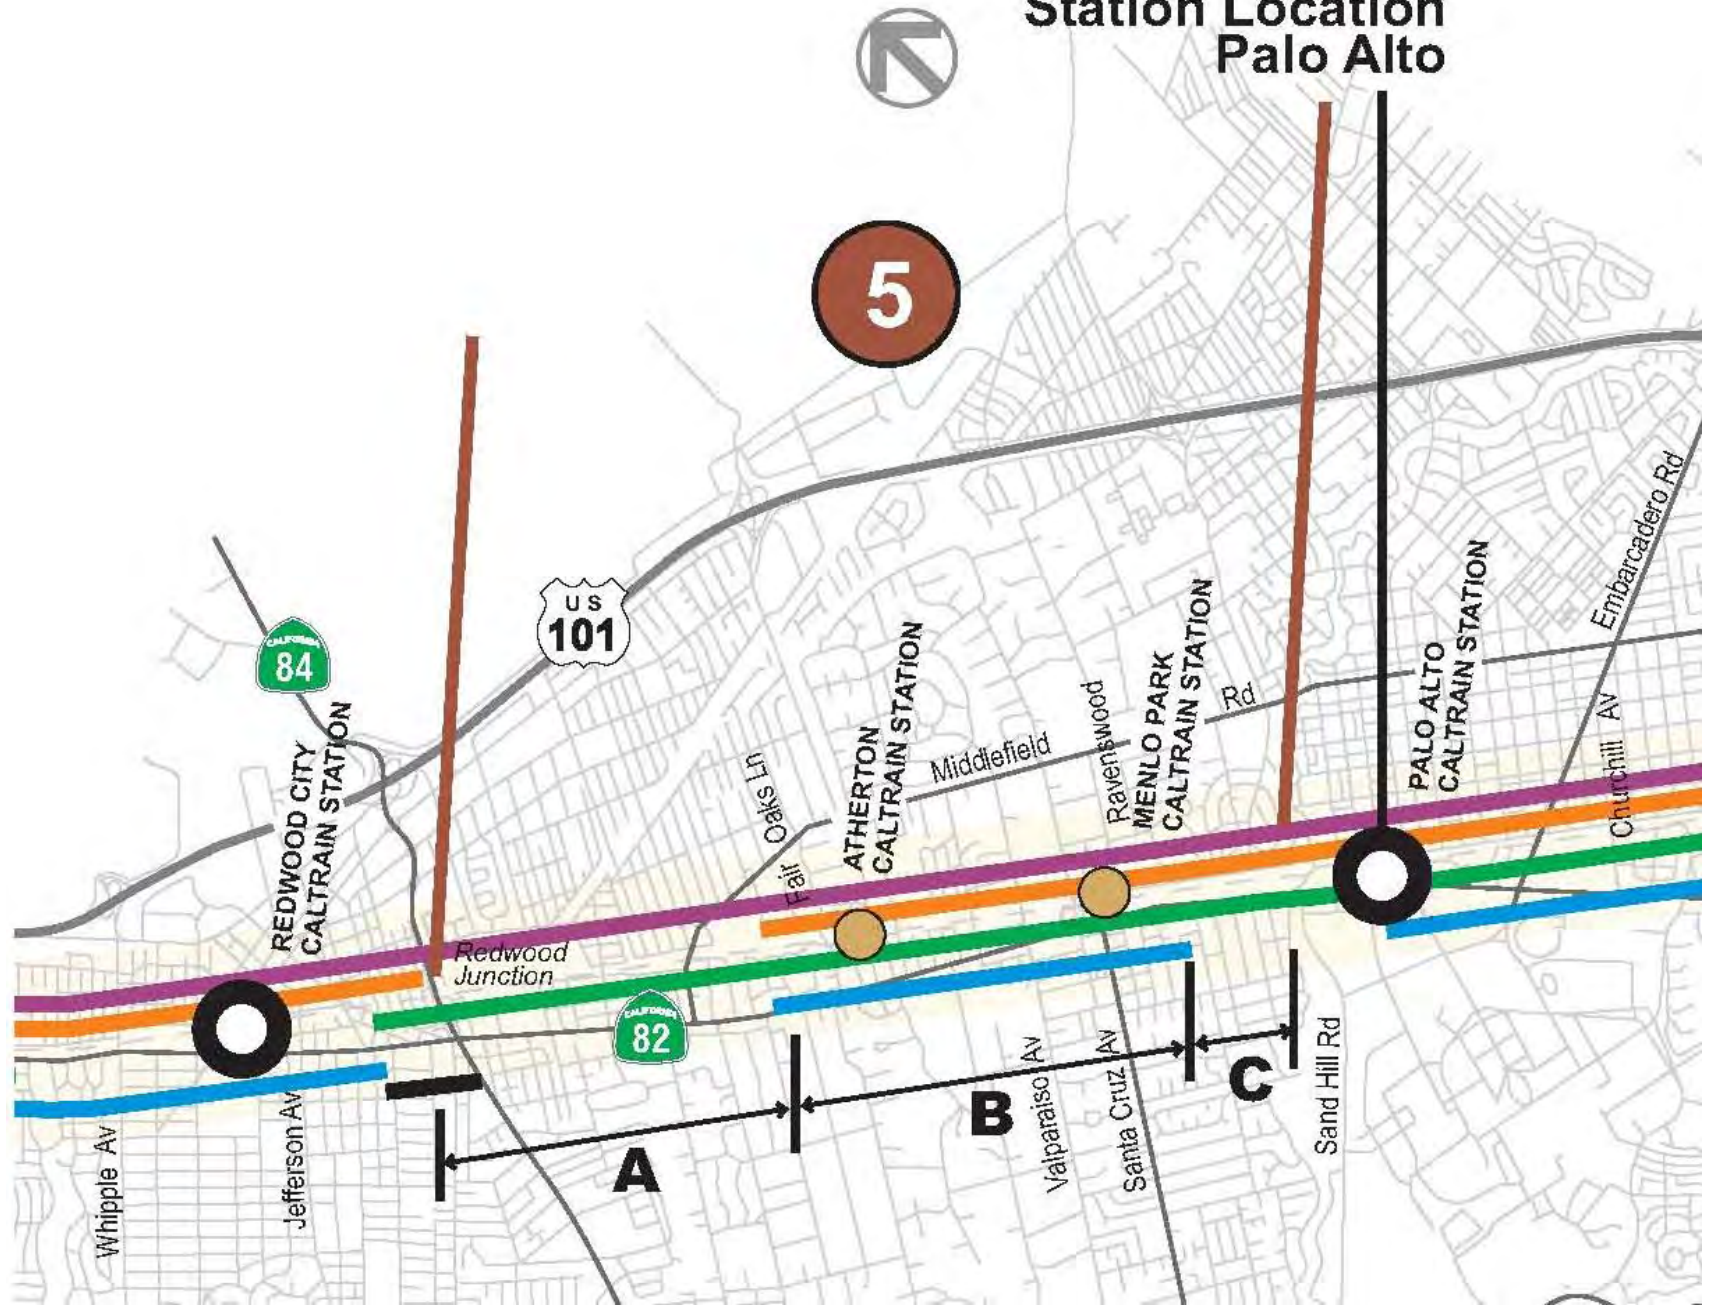 Station Location
Palo Alto
5
US
101
CALIFORNIA
84
REDWOOD CITY
CALTRAIN STATION
Oaks Ln
Fair
ATHERTON
CALTRAIN STATION
Middlefield
Rd
Ravenswood
MENLO PARK
CALTRAIN STATION
PALO ALTO
CALTRAIN STATION
Embarcadero Rd
Churchill Av
Redwood
Junction
CALIFORNIA
82
Whipple Av
Jefferson Av
A
B
C
Valparaiso Av
Santa Cruz Av
Sand Hill Rd